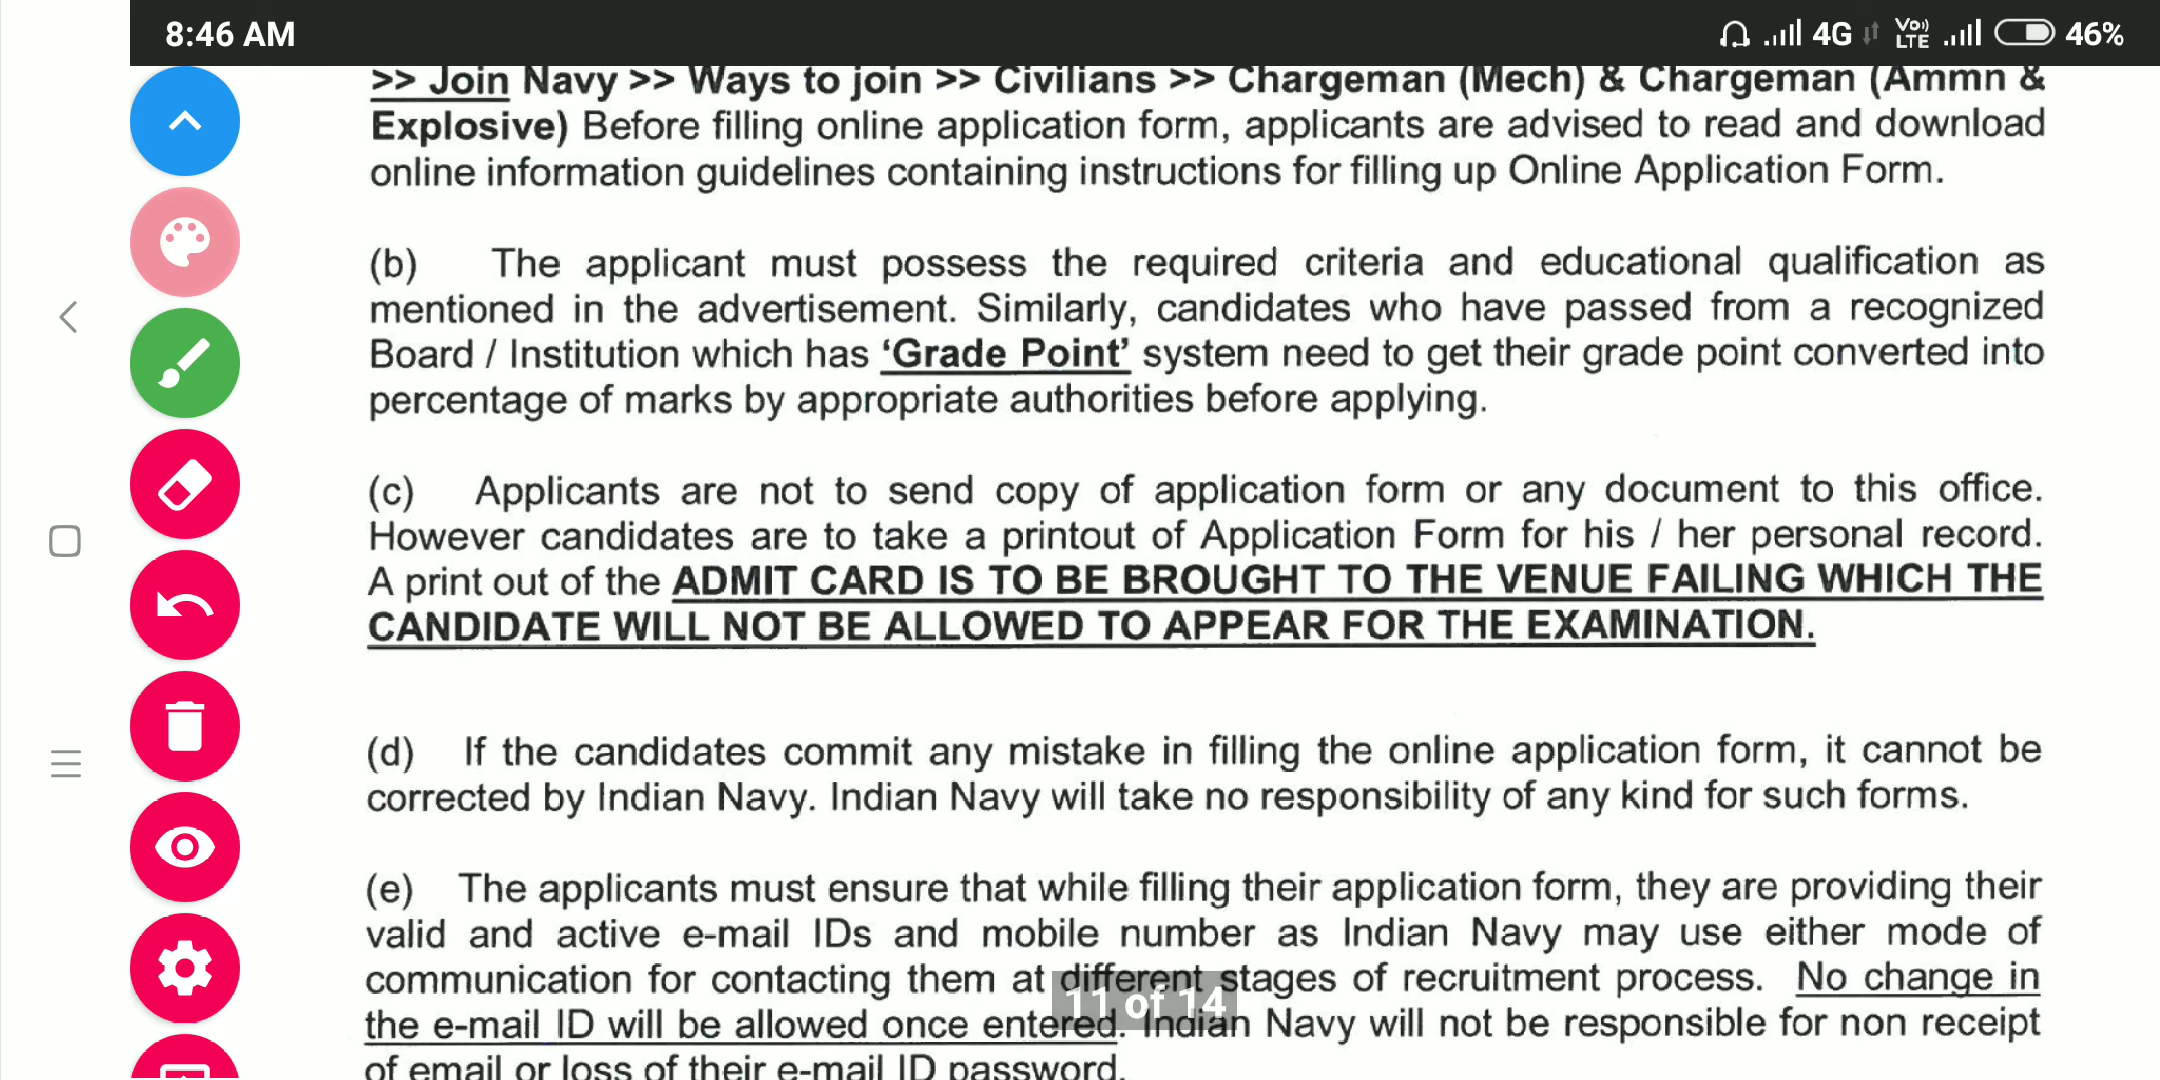 8:46 AM
4G VoLTE 46%
>> Join Navy >> Ways to join >> Civilians >> Chargeman (Mech) & Chargeman (Ammn &
Explosive) Before filling online application form, applicants are advised to read and download
online information guidelines containing instructions for filling up Online Application Form.
(b) The applicant must possess the required criteria and educational qualification as
mentioned in the advertisement. Similarly, candidates who have passed from a recognized
Board / Institution which has ‘Grade Point’ system need to get their grade point converted into
percentage of marks by appropriate authorities before applying.
(c) Applicants are not to send copy of application form or any document to this office.
However candidates are to take a printout of Application Form for his / her personal record.
A print out of the ADMIT CARD IS TO BE BROUGHT TO THE VENUE FAILING WHICH THE
CANDIDATE WILL NOT BE ALLOWED TO APPEAR FOR THE EXAMINATION.
(d) If the candidates commit any mistake in filling the online application form, it cannot be
corrected by Indian Navy. Indian Navy will take no responsibility of any kind for such forms.
(e) The applicants must ensure that while filling their application form, they are providing their
valid and active e-mail IDs and mobile number as Indian Navy may use either mode of
communication for contacting them at different stages of recruitment process. No change in
11 of 14
the e-mail ID will be allowed once entered. Indian Navy will not be responsible for non receipt
of email or loss of their e-mail ID password.